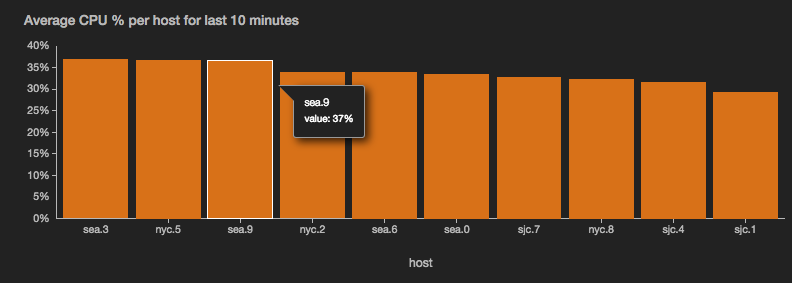 Average CPU % per host for last 10 minutes
40%
35%
30%
25%
20%
15%
10%
5%
0%
sea.9
value: 37%
sea.3 nyc.5 sea.9 nyc.2 sea.6 sea.0 sjc.7 nyc.8 sjc.4 sjc.1
host